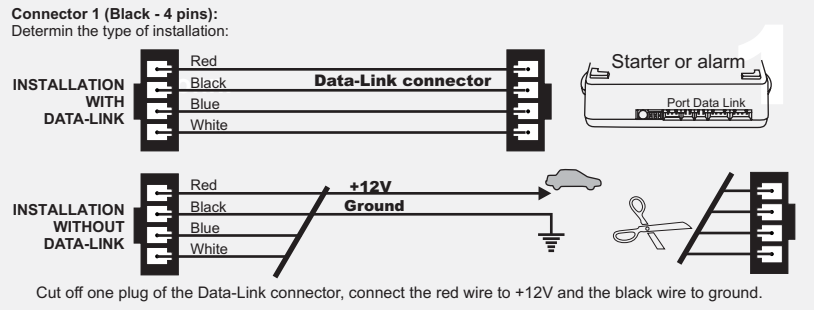 Connector 1 (Black - 4 pins):
Determin the type of installation:
1
INSTALLATION
WITH
DATA-LINK
Red
Black
Blue
White
Data-Link connector
Starter or alarm
Port Data Link
INSTALLATION
WITHOUT
DATA-LINK
Red
Black
Blue
White
+12V
Ground
Cut off one plug of the Data-Link connector, connect the red wire to +12V and the black wire to ground.